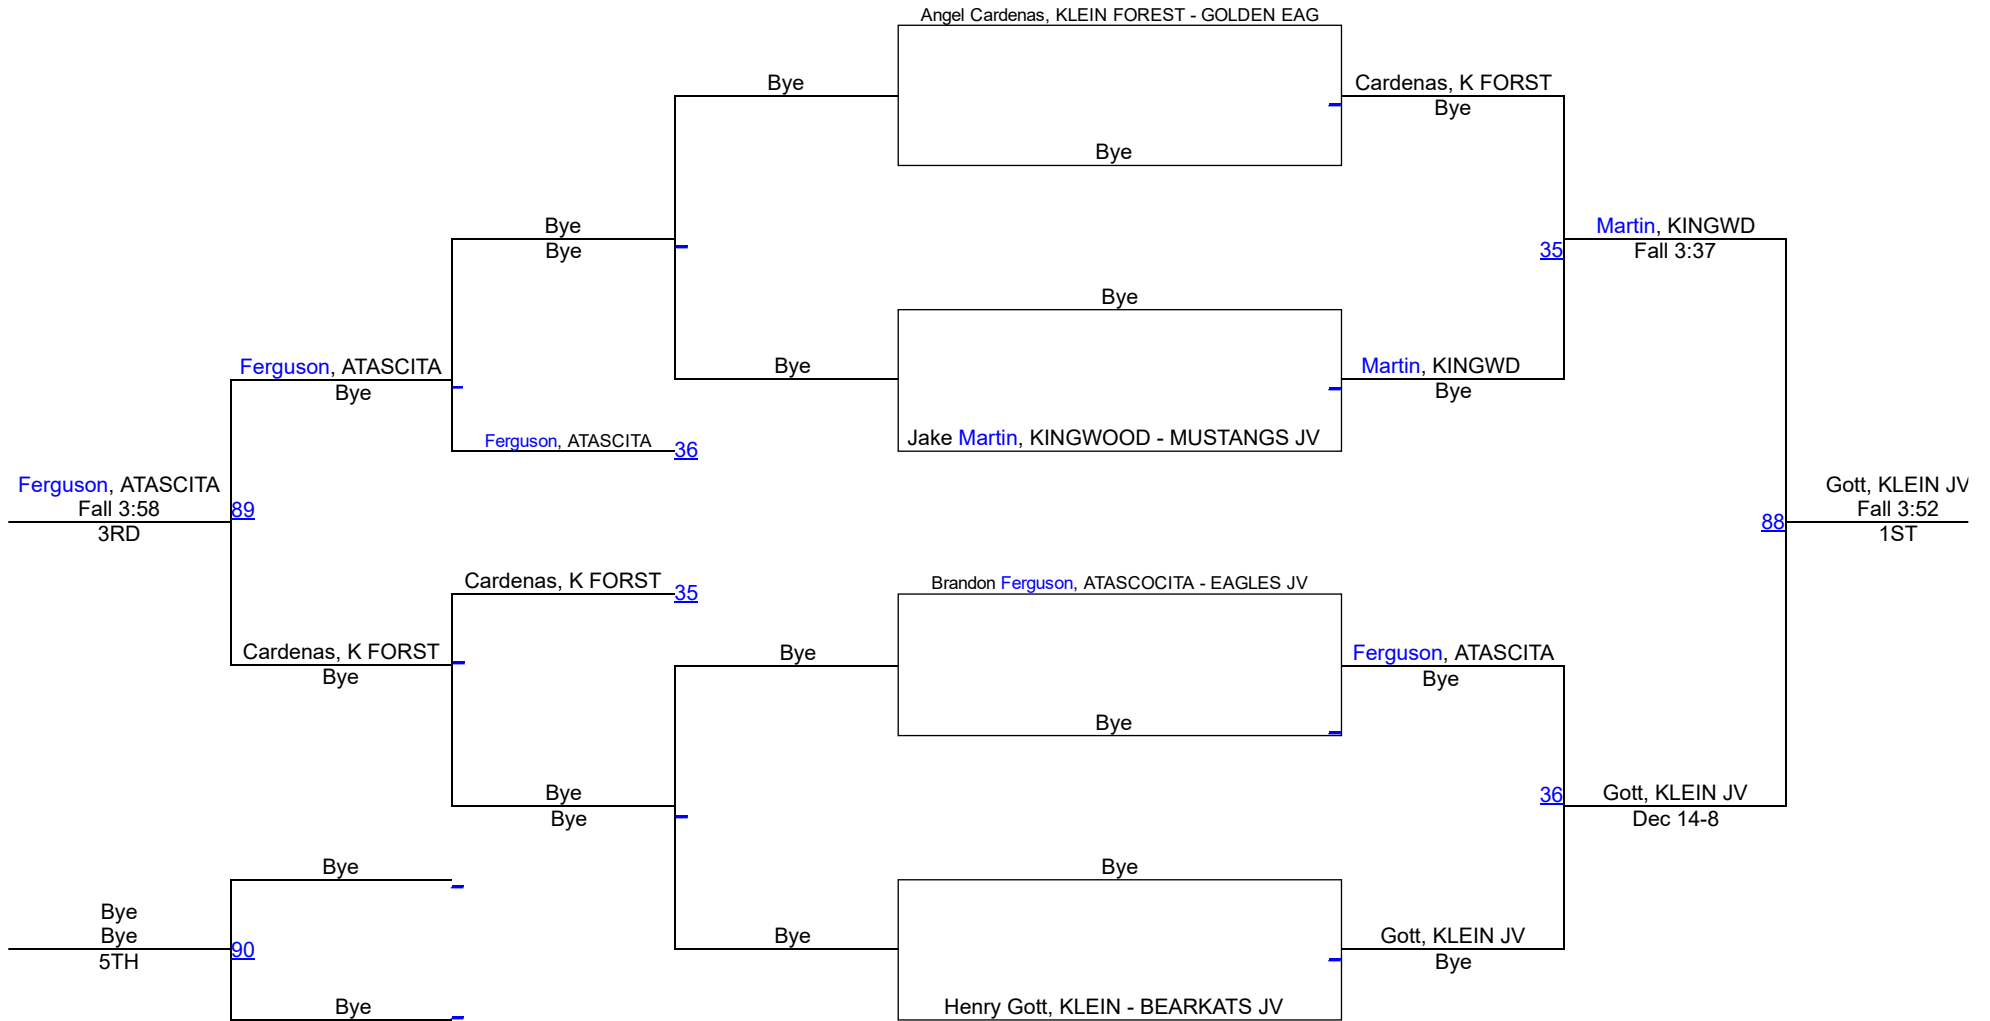 Angel Cardenas, KLEIN FOREST - GOLDEN EAG
Bye
Cardenas, K FORST
Bye
Bye
Bye
Bye
Martin, KINGWD
35
Fall 3:37
Bye
Ferguson, ATASCITA
Bye
Bye
Martin, KINGWD
Bye
Ferguson, ATASCITA
36
Jake Martin, KINGWOOD - MUSTANGS JV
Ferguson, ATASCITA
Fall 3:58
89
3RD
Gott, KLEIN JV
Fall 3:52
88
1ST
Cardenas, K FORST
35
Brandon Ferguson, ATASCOCITA - EAGLES JV
Cardenas, K FORST
Bye
Bye
Ferguson, ATASCITA
Bye
Bye
Bye
Bye
36
Gott, KLEIN JV
Dec 14-8
Bye
Bye
Bye
Bye
90
5TH
Bye
Gott, KLEIN JV
Bye
Bye
Henry Gott, KLEIN - BEARKATS JV